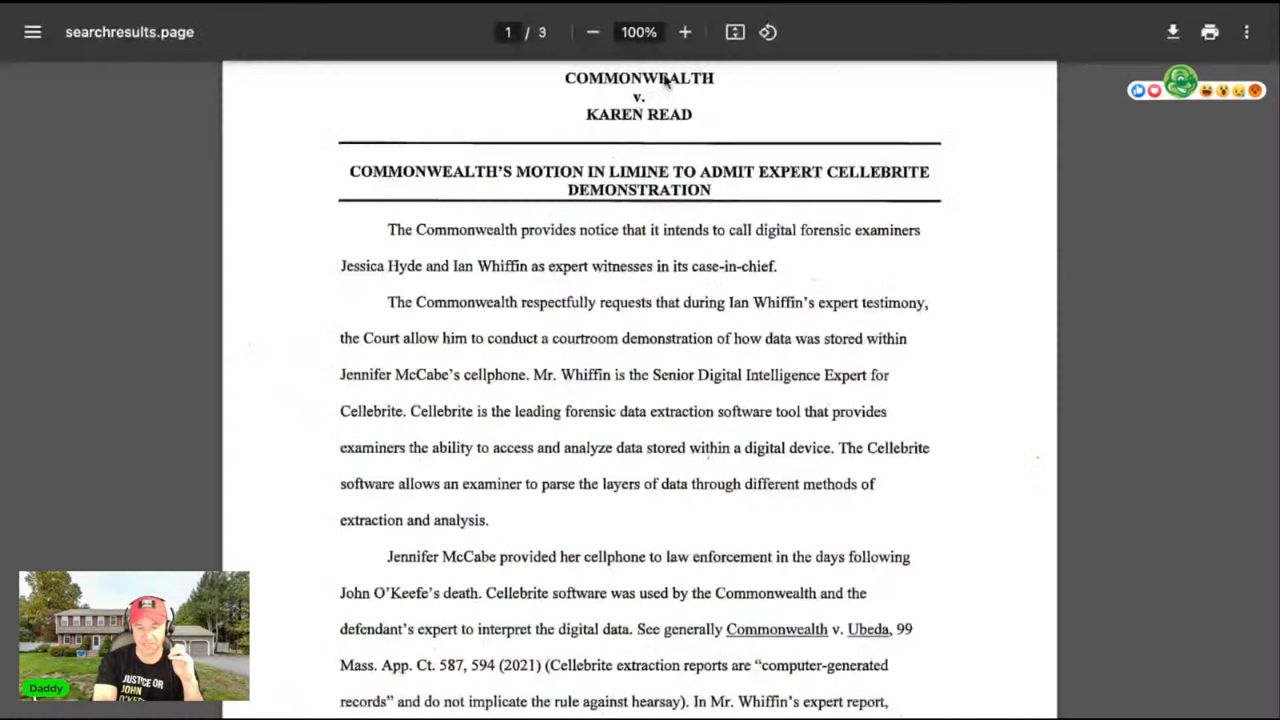 searchresults.page
1 / 3
100%
COMMONWEALTH
v.
KAREN READ
COMMONWEALTH'S MOTION IN LIMINE TO ADMIT EXPERT CELLEBRITE
DEMONSTRATION
The Commonwealth provides notice that it intends to call digital forensic examiners
Jessica Hyde and Ian Whiffin as expert witnesses in its case-in-chief.
The Commonwealth respectfully requests that during Ian Whiffin's expert testimony,
the Court allow him to conduct a courtroom demonstration of how data was stored within
Jennifer McCabe's cellphone. Mr. Whiffin is the Senior Digital Intelligence Expert for
Cellebrite. Cellebrite is the leading forensic data extraction software tool that provides
examiners the ability to access and analyze data stored within a digital device. The Cellebrite
software allows an examiner to parse the layers of data through different methods of
extraction and analysis.
Jennifer McCabe provided her cellphone to law enforcement in the days following
John O'Keefe's death. Cellebrite software was used by the Commonwealth and the
defendant's expert to interpret the digital data. See generally Commonwealth v. Ubeda, 99
Mass. App. Ct. 587, 594 (2021) (Cellebrite extraction reports are "computer-generated
records" and do not implicate the rule against hearsay). In Mr. Whiffin's expert report,
JUSTICE
JOHN
Daddy